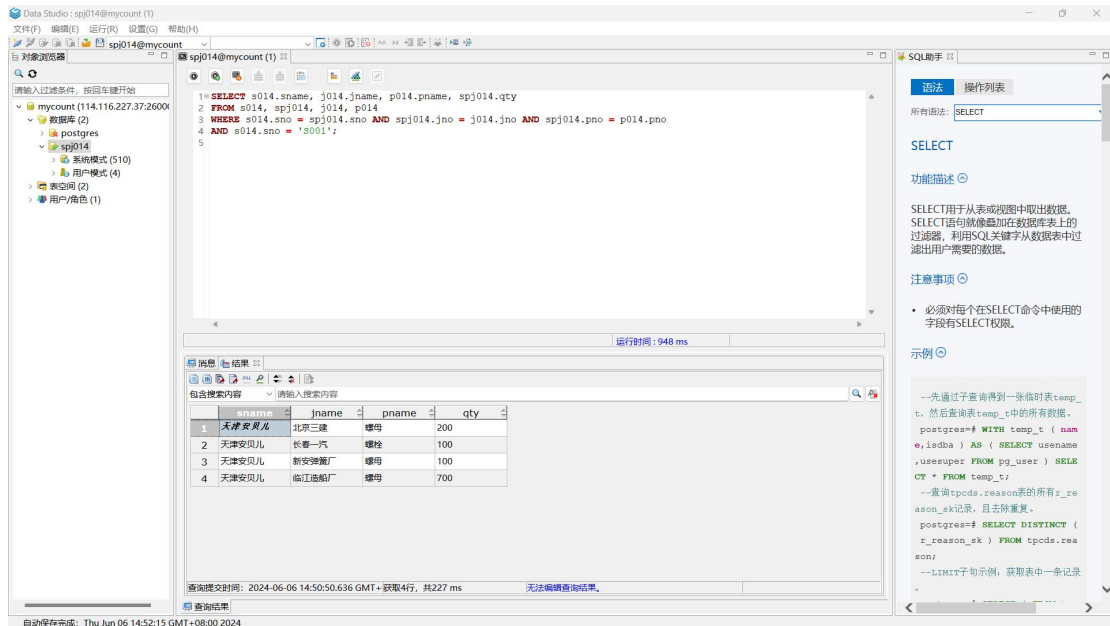 Data Studio : spj014@mycount (1)
文件(F) 编辑(E) 运行(R) 设置(G) 帮助(H)
spj014@mycount
对象浏览器
请输入过滤条件，按回车键开始
mycount (114.116.227.37:2600
数据库 (2)
postgres
spj014
系统模式 (510)
用户模式 (4)
表空间 (2)
用户/角色 (1)
spj014@mycount (1)
1 SELECT s014.sname, j014.jname, p014.pname, spj014.qty
2 FROM s014, spj014, j014, p014
3 WHERE s014.sno = spj014.sno AND spj014.jno = j014.jno AND spj014.pno = p014.pno
4 AND s014.sno = 'S001';
5
运行时间 : 948 ms
消息 结果
包含搜索内容 请输入搜索内容
sname jname pname qty
1 天津安贝儿 北京三建 螺母 200
2 天津安贝儿 长春一汽 螺栓 100
3 天津安贝儿 新安弹簧厂 螺母 100
4 天津安贝儿 临江造船厂 螺母 700
查询提交时间：2024-06-06 14:50:50.636 GMT+ 获取4行，共227 ms 无法编辑查询结果。
查询结果
SQL助手
语法 操作列表
所有语法: SELECT
SELECT
功能描述
SELECT用于从表或视图中取出数据。
SELECT语句就像叠加在数据库表上的
过滤器，利用SQL关键字从数据表中过
滤出用户需要的数据。
注意事项
• 必须对每个在SELECT命令中使用的
字段有SELECT权限。
示例
--先通过子查询得到一张临时表temp_
t，然后查询表temp_t中的所有数据。
postgres=# WITH temp_t ( nam
e,isdba ) AS ( SELECT usename
,usesuper FROM pg_user ) SELE
CT * FROM temp_t;
--查询tpcds.reason表的所有r_re
ason_sk记录，且去除重复。
postgres=# SELECT DISTINCT (
r_reason_sk ) FROM tpcds.rea
son;
--LIMIT子句示例，获取表中一条记录
。
自动保存完成：Thu Jun 06 14:52:15 GMT+08:00 2024